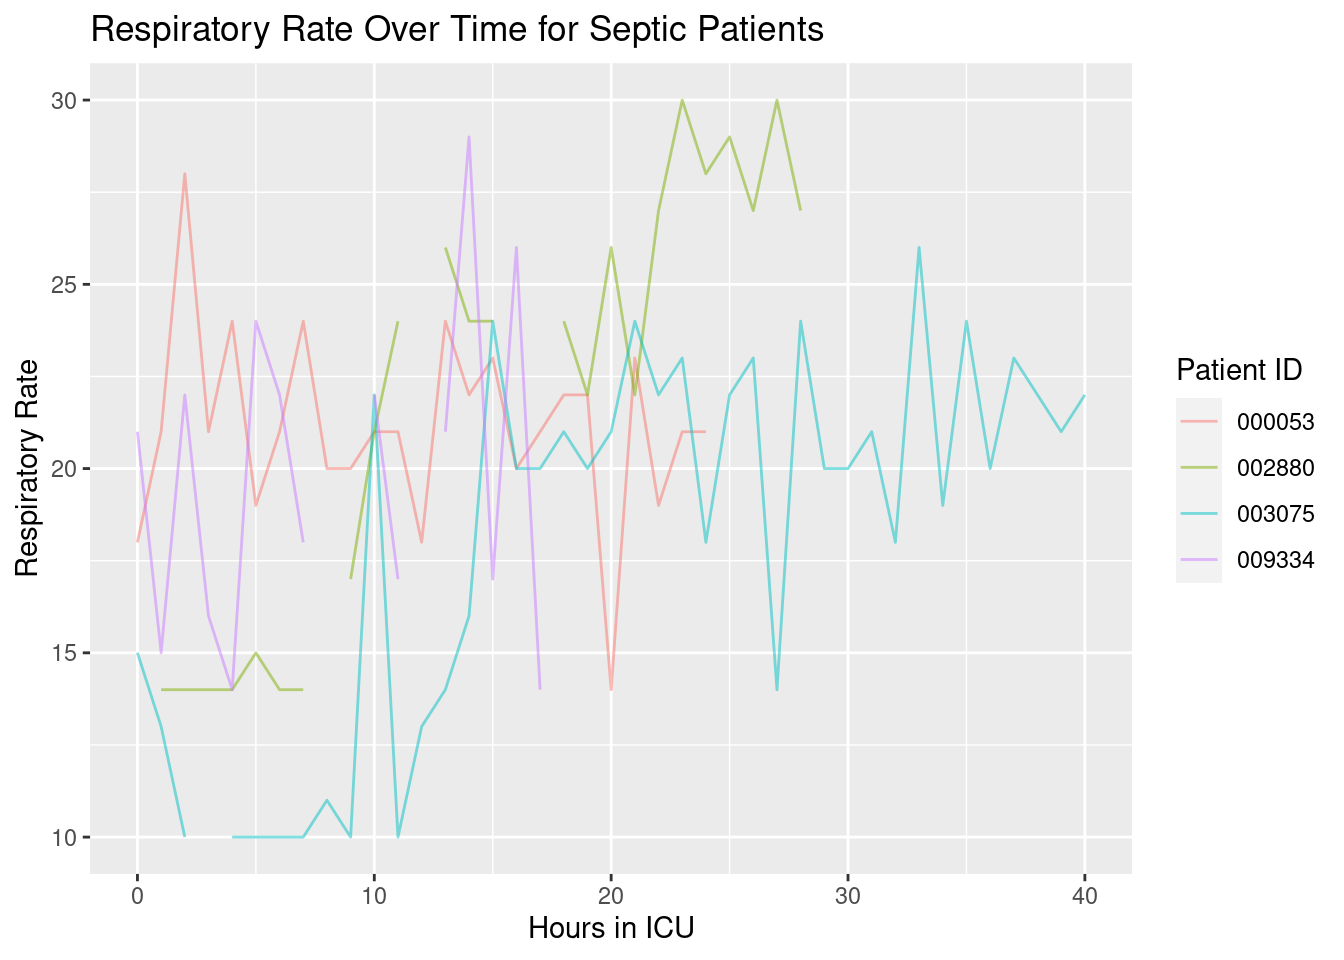 Respiratory Rate Over Time for Septic Patients
30
25
20
15
10
Respiratory Rate
0 10 20 30 40
Hours in ICU
Patient ID
000053
002880
003075
009334